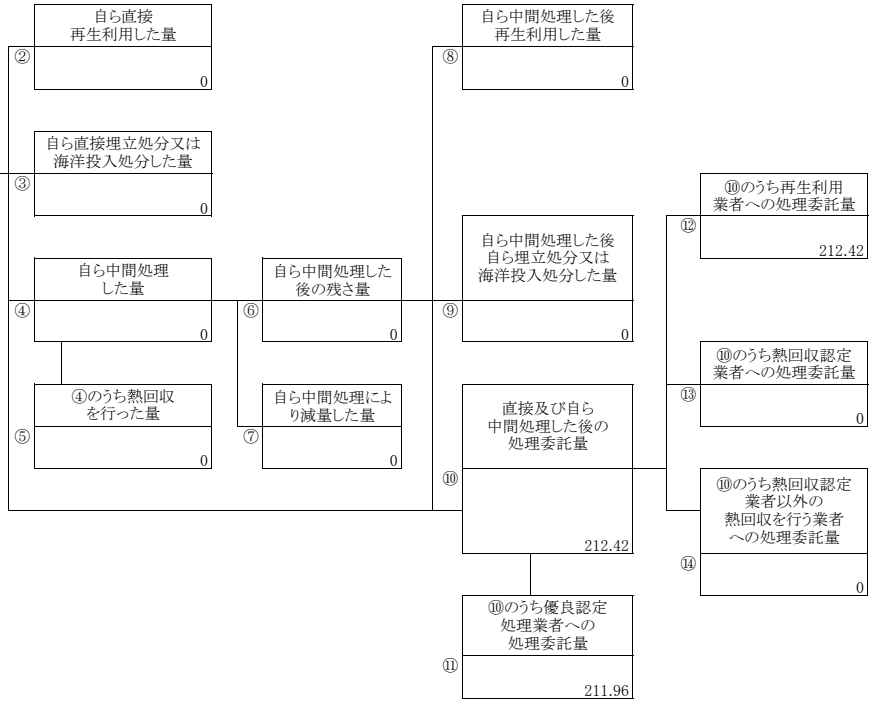 自ら直接
再生利用した量
②
0
自ら直接埋立処分又は
海洋投入処分した量
③
0
自ら中間処理
した量
④
0
④のうち熱回収
を行った量
⑤
0
自ら中間処理した
後の残さ量
⑥
0
自ら中間処理によ
り減量した量
⑦
0
自ら中間処理した後
再生利用した量
⑧
0
自ら中間処理した後
自ら埋立処分又は
海洋投入処分した量
⑨
0
直接及び自ら
中間処理した後の
処理委託量
⑩
212.42
⑩のうち優良認定
処理業者への
処理委託量
⑪
211.96
⑩のうち再生利用
業者への処理委託量
⑫
212.42
⑩のうち熱回収認定
業者への処理委託量
⑬
0
⑩のうち熱回収認定
業者以外の
熱回収を行う業者
への処理委託量
⑭
0